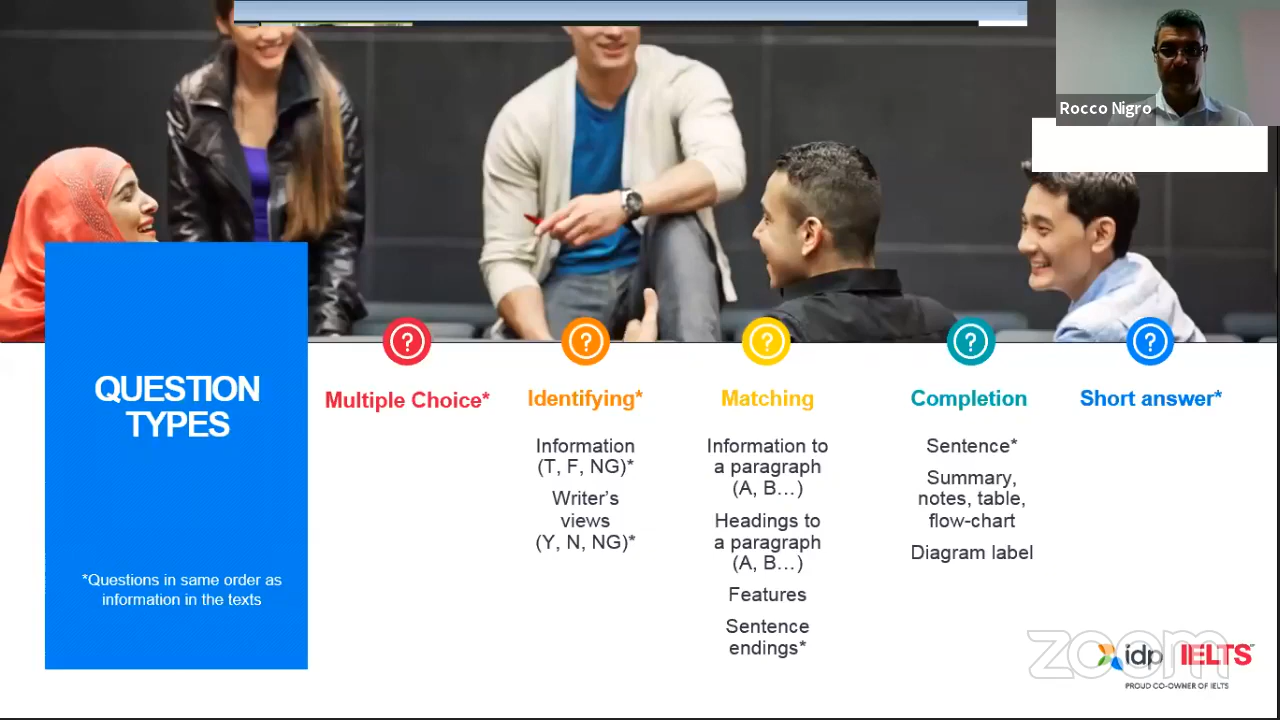 Rocco Nigro
QUESTION
TYPES
*Questions in same order as
information in the texts
Multiple Choice*
Identifying*
Information
(T, F, NG)*
Writer's
views
(Y, N, NG)*
Matching
Information to
a paragraph
(A, B…)
Headings to
a paragraph
(A, B…)
Features
Sentence
endings*
Completion
Sentence*
Summary,
notes, table,
flow-chart
Diagram label
Short answer*
zoom
idp IELTS
PROUD CO-OWNER OF IELTS